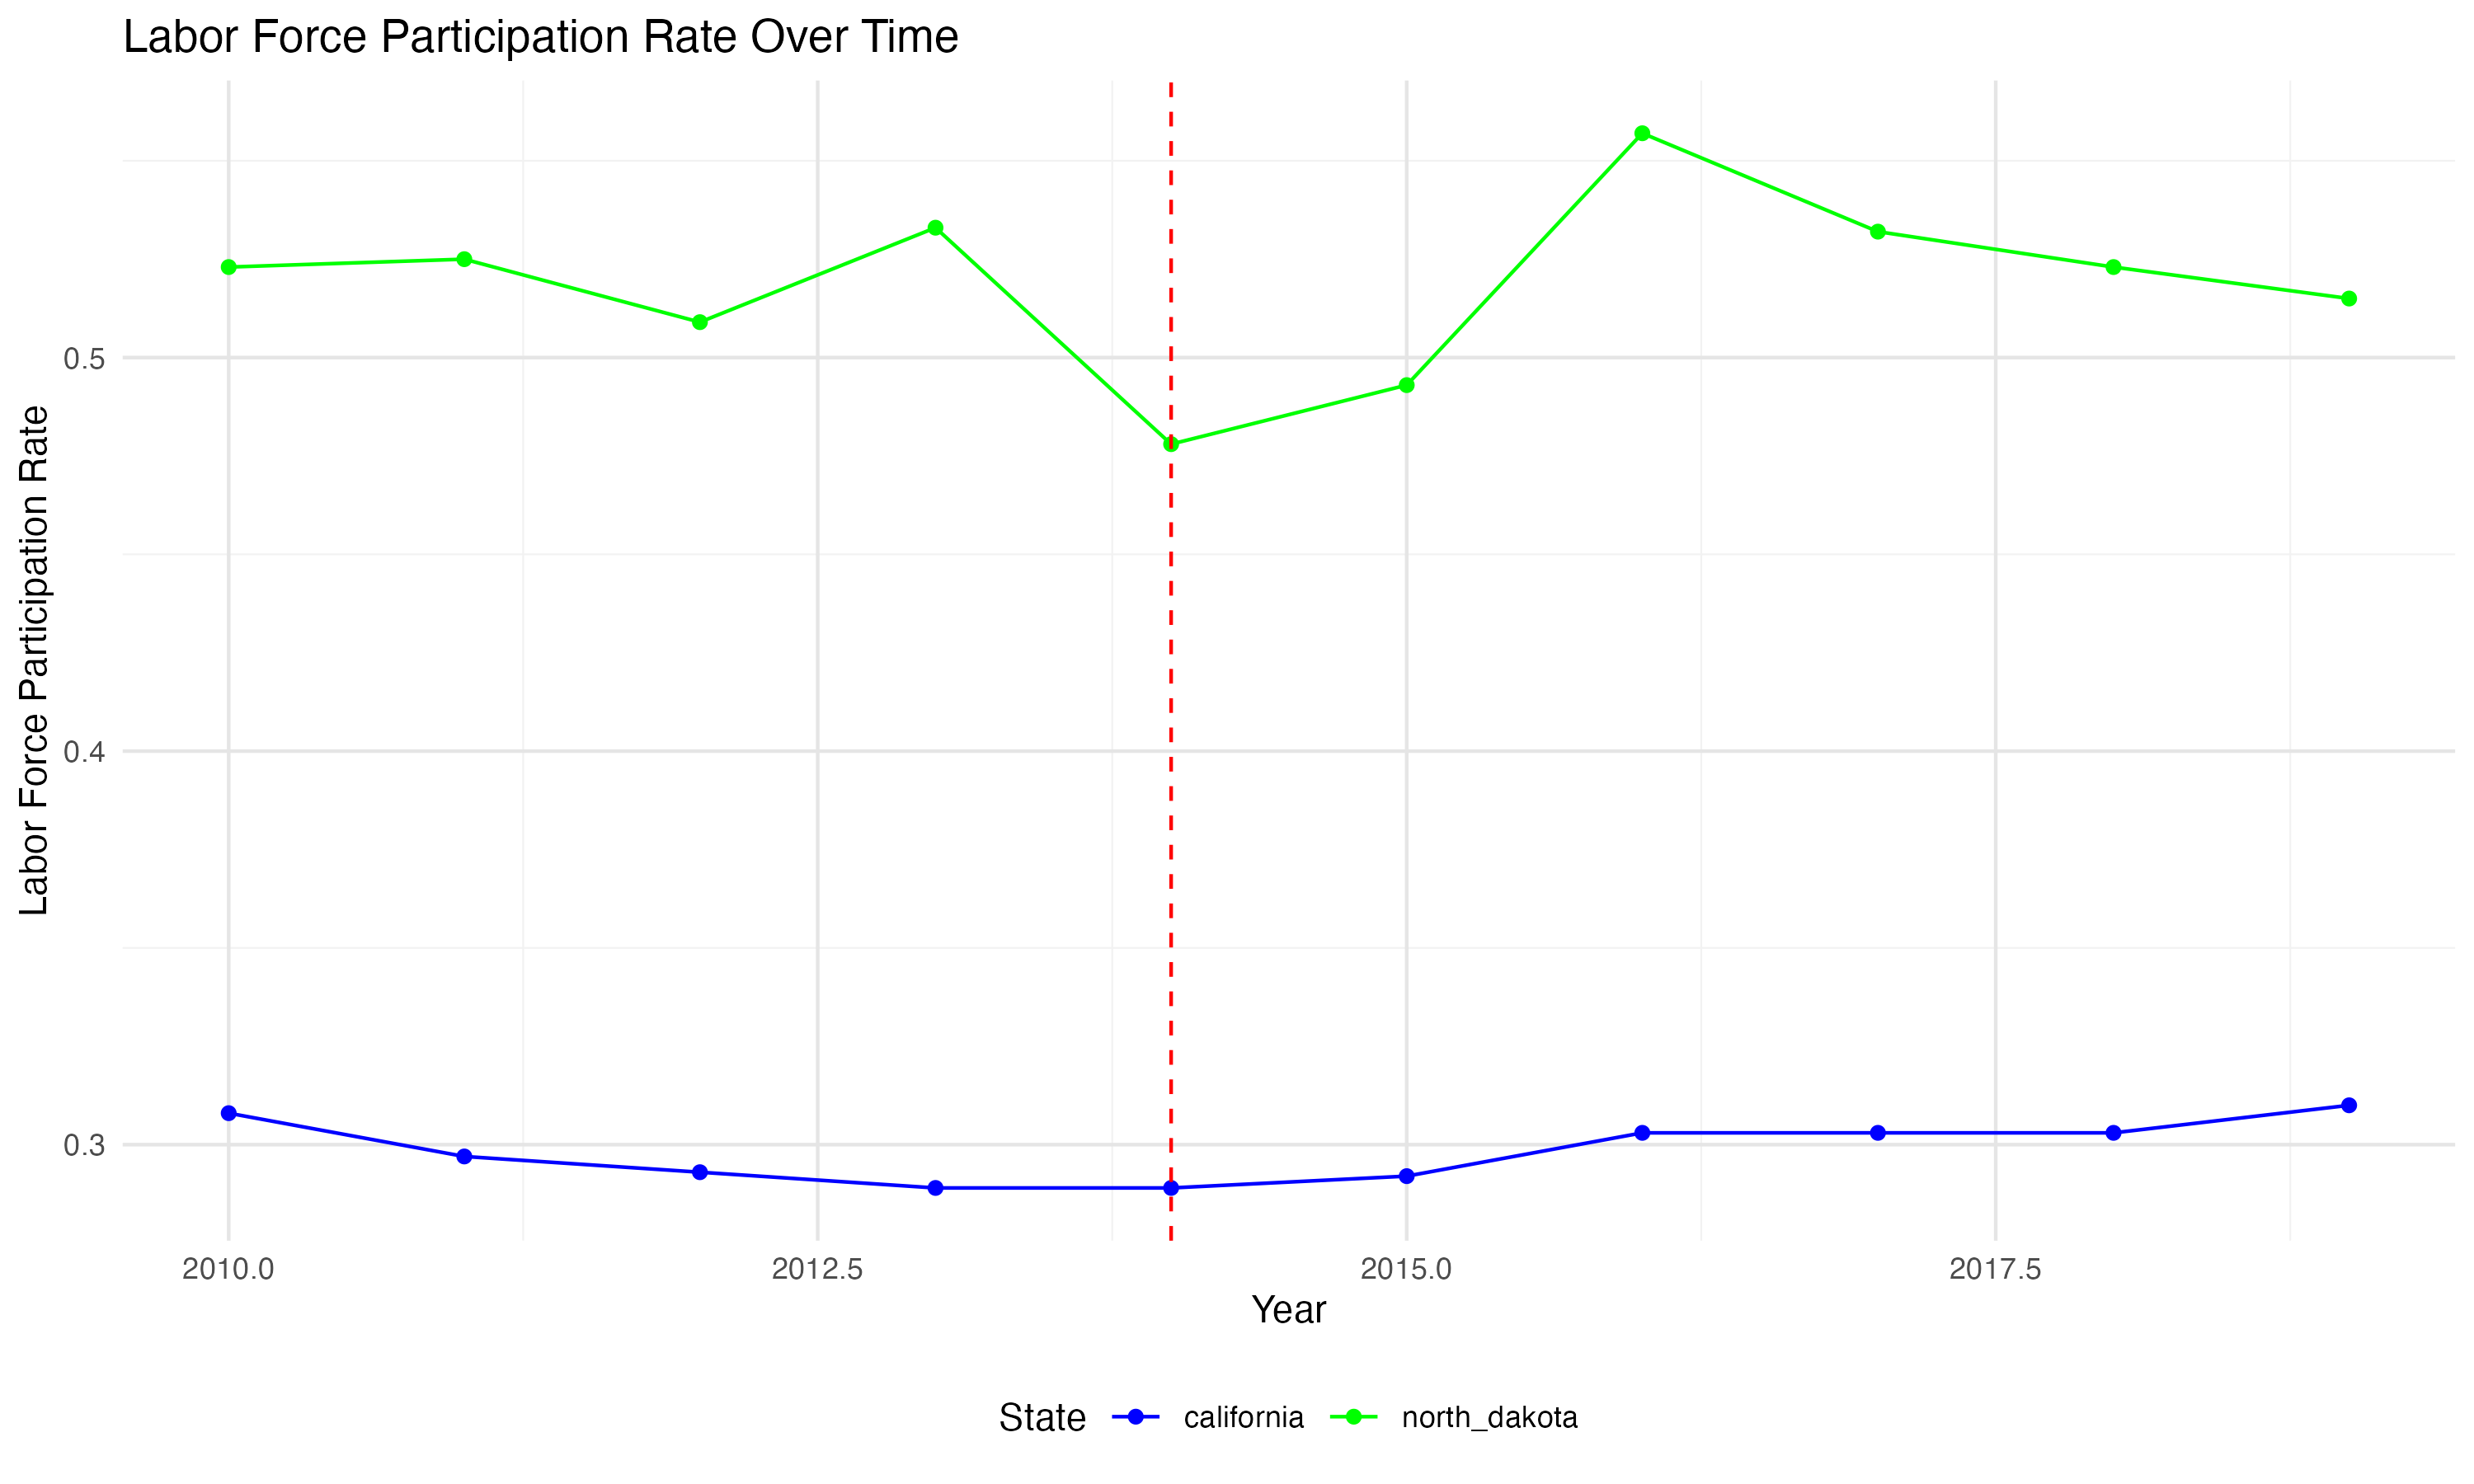 Labor Force Participation Rate Over Time
Labor Force Participation Rate
0.5
0.4
0.3
2010.0 2012.5 2015.0 2017.5
Year
State california north_dakota